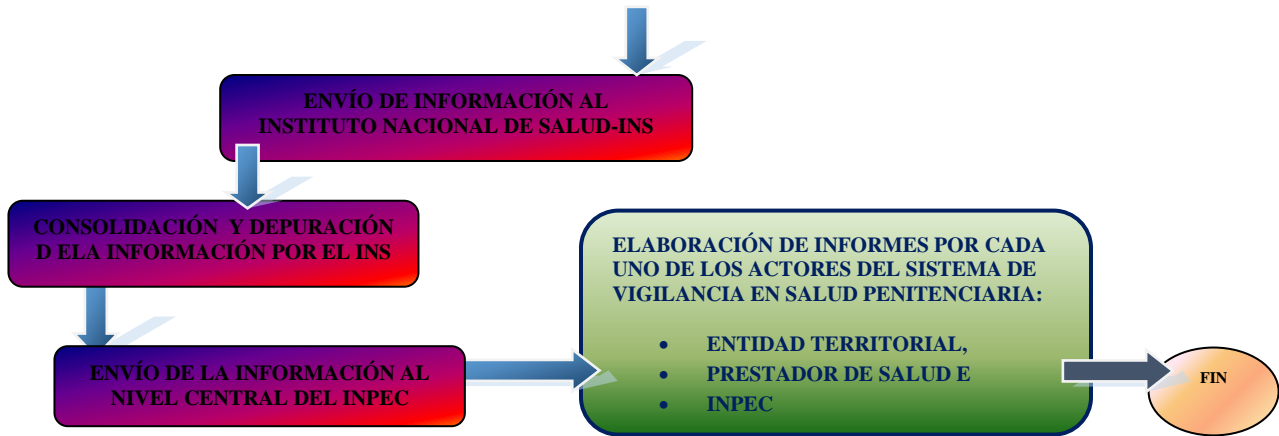 ENVÍO DE INFORMACIÓN AL
INSTITUTO NACIONAL DE SALUD-INS
CONSOLIDACIÓN Y DEPURACIÓN
D ELA INFORMACIÓN POR EL INS
ENVÍO DE LA INFORMACIÓN AL
NIVEL CENTRAL DEL INPEC
ELABORACIÓN DE INFORMES POR CADA
UNO DE LOS ACTORES DEL SISTEMA DE
VIGILANCIA EN SALUD PENITENCIARIA:
• ENTIDAD TERRITORIAL,
• PRESTADOR DE SALUD E
• INPEC
FIN